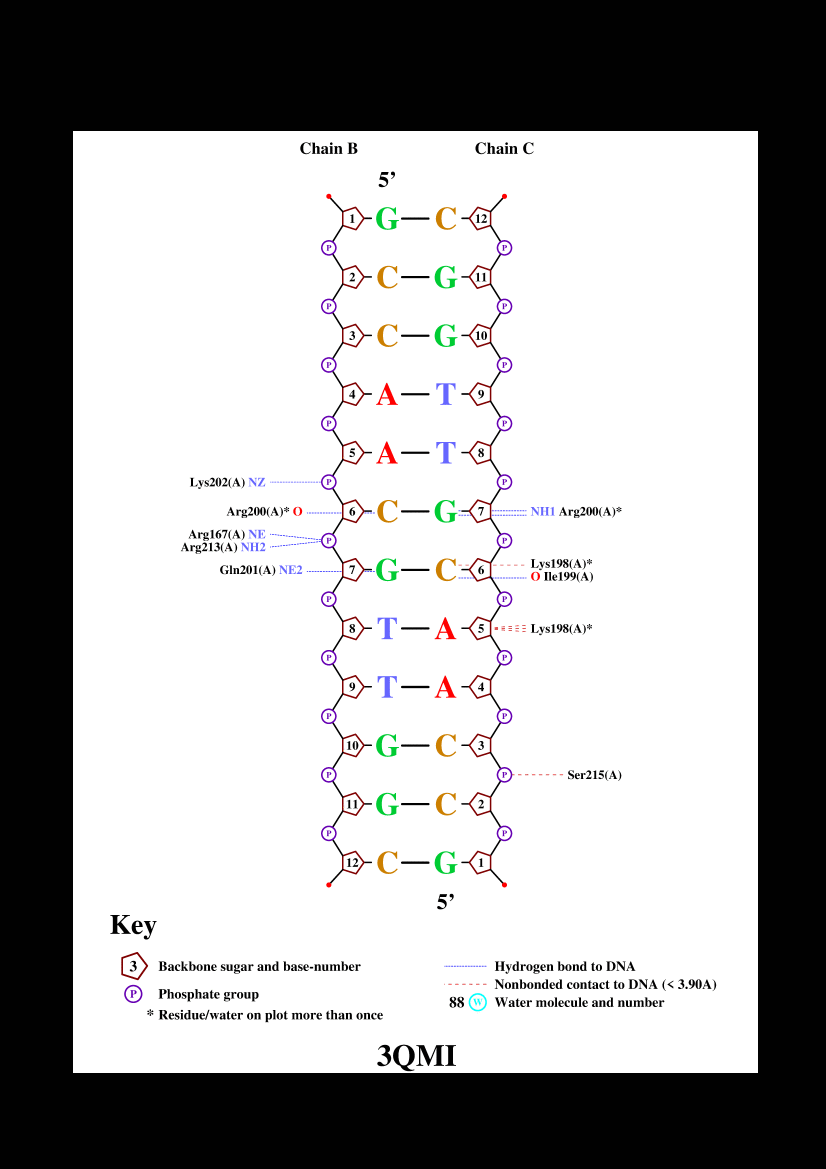 Chain B Chain C
5’
1 G C 12
P P
2 C G 11
P P
3 C G 10
P P
4 A T 9
P P
5 A T 8
Lys202(A) NZ P P
Arg200(A)* O 6 C G 7 NH1 Arg200(A)*
Arg167(A) NE P P
Arg213(A) NH2
Lys198(A)*
Gln201(A) NE2 7 G C 6
O Ile199(A)
P P
8 T A 5 Lys198(A)*
P P
9 T A 4
P P
10 G C 3
P P Ser215(A)
11 G C 2
P P
12 C G 1
5’
Key
3 Backbone sugar and base-number
P Phosphate group
* Residue/water on plot more than once
Hydrogen bond to DNA
Nonbonded contact to DNA (< 3.90A)
88 W Water molecule and number
3QMI